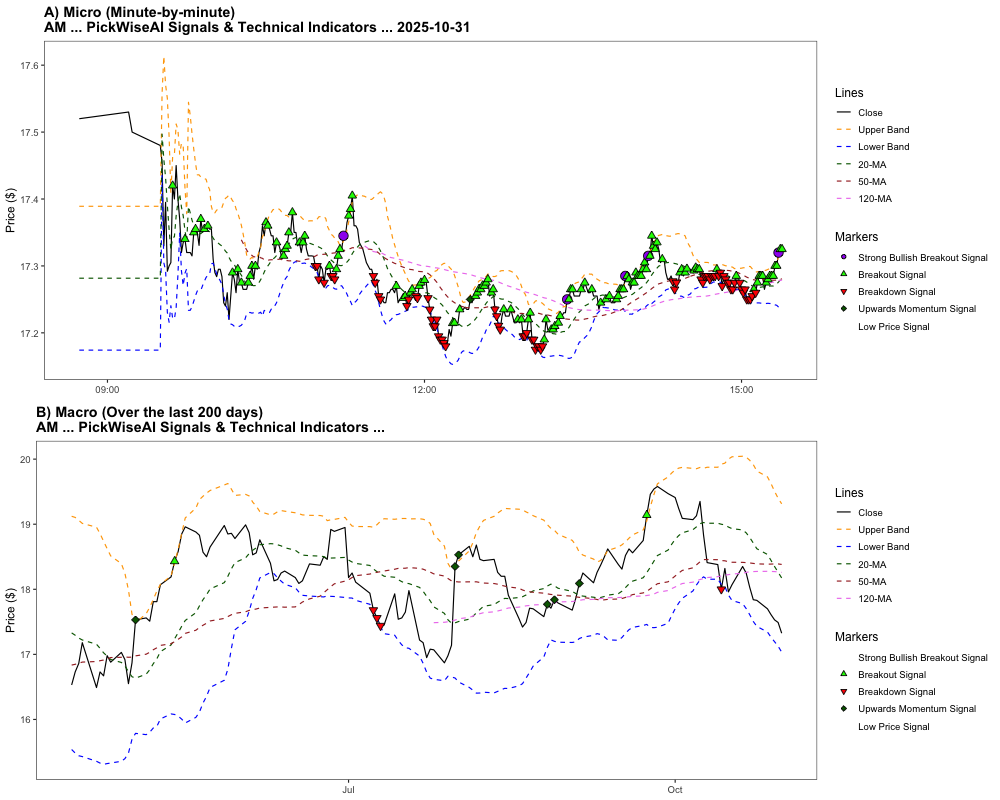 A) Micro (Minute-by-minute)
AM ... PickWiseAI Signals & Technical Indicators ... 2025-10-31
Price ($)
17.6
17.5
17.4
17.3
17.2
09:00
12:00
15:00
Lines
Close
Upper Band
Lower Band
20-MA
50-MA
120-MA
Markers
Strong Bullish Breakout Signal
Breakout Signal
Breakdown Signal
Upwards Momentum Signal
Low Price Signal
B) Macro (Over the last 200 days)
AM ... PickWiseAI Signals & Technical Indicators ...
Price ($)
20
19
18
17
16
Jul
Oct
Lines
Close
Upper Band
Lower Band
20-MA
50-MA
120-MA
Markers
Strong Bullish Breakout Signal
Breakout Signal
Breakdown Signal
Upwards Momentum Signal
Low Price Signal